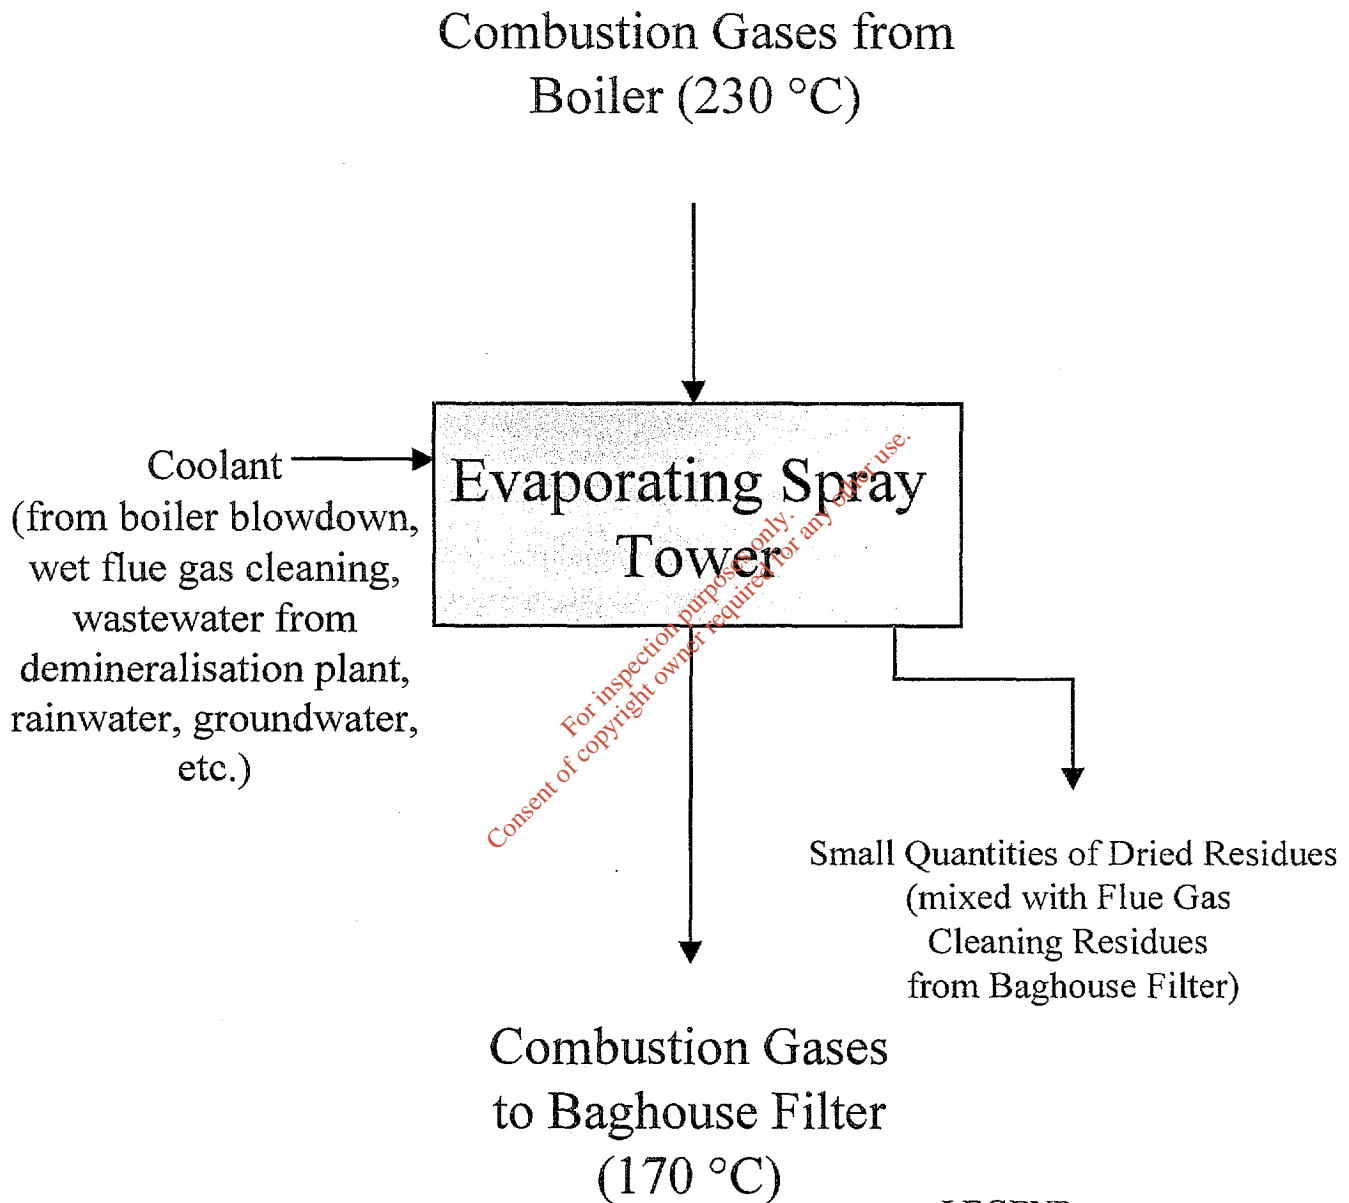 Combustion Gases from
Boiler (230 °C)
Coolant
(from boiler blowdown,
wet flue gas cleaning,
wastewater from
demineralisation plant,
rainwater, groundwater,
etc.)
Evaporating Spray
Tower
For inspection purposes only.
Consent of copyright owner required for any other use.
Small Quantities of Dried Residues
(mixed with Flue Gas
Cleaning Residues
from Baghouse Filter)
Combustion Gases
to Baghouse Filter
(170 °C)
LEGEND